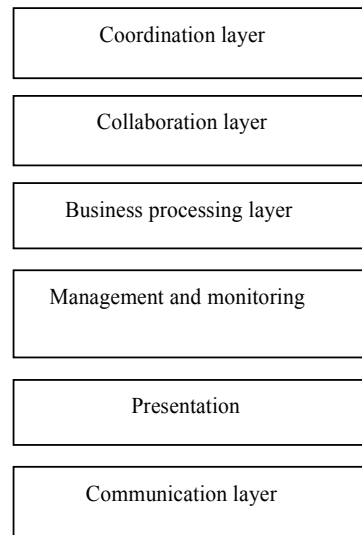 Coordination layer
Collaboration layer
Business processing layer
Management and monitoring
Presentation
Communication layer